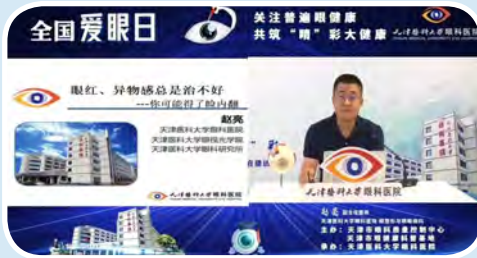 全国爱眼日
关注普遍眼健康
共筑“睛”彩大健康
天津医科大学眼科医院
眼红、异物感总是治不好
---你可能得了睑内翻
赵亮
天津医科大学眼科医院
天津医科大学眼视光学院
天津医科大学眼科研究所
天津医科大学眼科医院
天津医科大学眼科医院
赵亮
主办：天津市眼科质量控制中心
承办：天津医科大学眼科医院